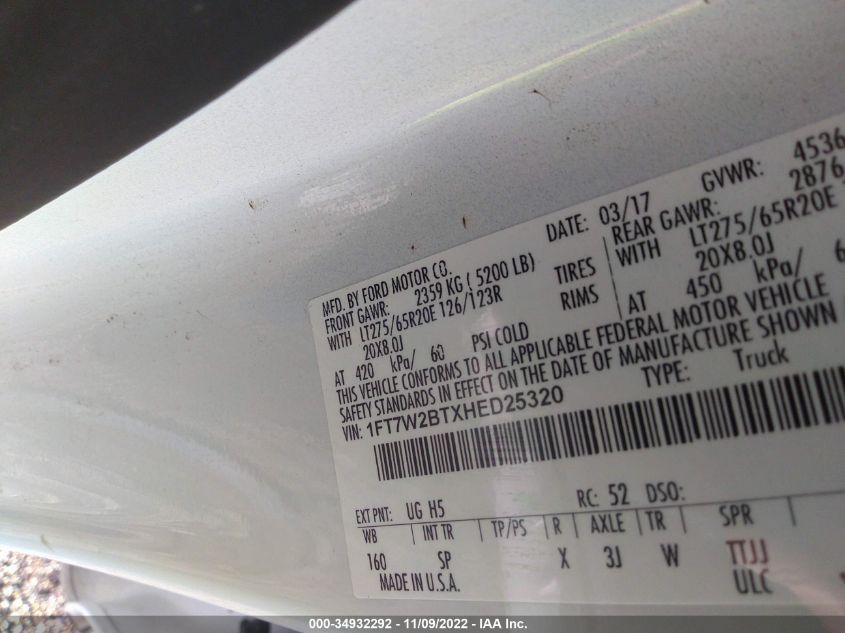 MFD. BY FORD MOTOR CO.
DATE: 03/17
GVWR: 4536
FRONT GAWR: 2359 KG ( 5200 LB)
REAR GAWR: 2876
WITH LT275/65R20E 126/123R TIRES
WITH LT275/65R20E
20X8.0J RIMS
20X8.0J
AT 420 kPa/ 60 PSI COLD
AT 450 kPa/ 6
THIS VEHICLE CONFORMS TO ALL APPLICABLE FEDERAL MOTOR VEHICLE
SAFETY STANDARDS IN EFFECT ON THE DATE OF MANUFACTURE SHOWN
VIN: 1FT7W2BTXHED25320
TYPE: Truck
EXT PNT: UG H5 RC: 52 DSO:
WB INT TR TP/PS R AXLE TR SPR
160 SP X 3J W TTJJ
MADE IN U.S.A. ULC
000-34932292 - 11/09/2022 - IAA Inc.